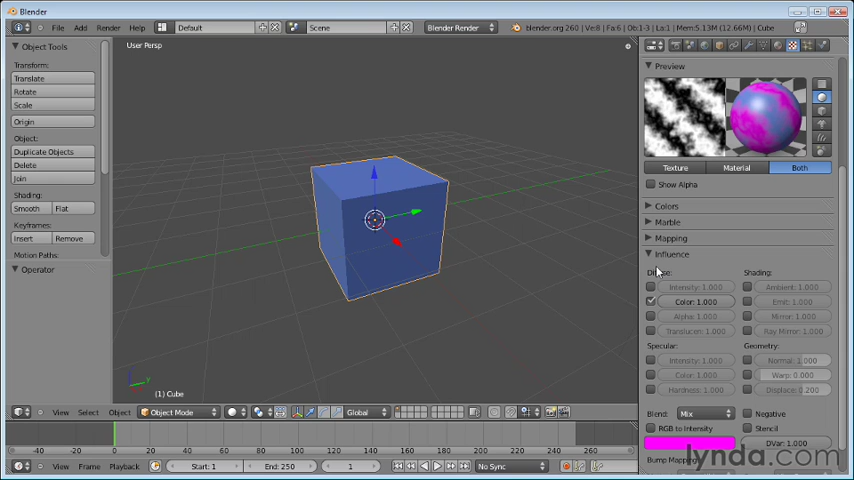 Blender
File Add Render Help Default Scene Blender Render blender.org 260 | Ve:8 | Fa:6 | Ob:1-3 | La:1 | Mem:5.13M (12.66M) | Cube
Object Tools
Transform:
Translate
Rotate
Scale
Origin
Object:
Duplicate Objects
Delete
Join
Shading:
Smooth Flat
Keyframes:
Insert Remove
Motion Paths:
Operator
User Persp
(1) Cube
Preview
Texture Material Both
Show Alpha
Colors
Marble
Mapping
Influence
Diffuse: Shading:
Intensity: 1.000 Ambient: 1.000
Color: 1.000 Emit: 1.000
Alpha: 1.000 Mirror: 1.000
Translucen: 1.000 Ray Mirror: 1.000
Specular: Geometry:
Intensity: 1.000 Normal: 1.000
Color: 1.000 Warp: 0.000
Hardness: 1.000 Displace: 0.200
Blend: Mix Negative
RGB to Intensity Stencil
DVar: 1.000
Bump Mapping:
lynda.com
View Select Object Object Mode Global
-40 -20 0 20 40 60 80 100 120 140 160 180 200 220 240 260
View Frame Playback Start: 1 End: 250 1 No Sync